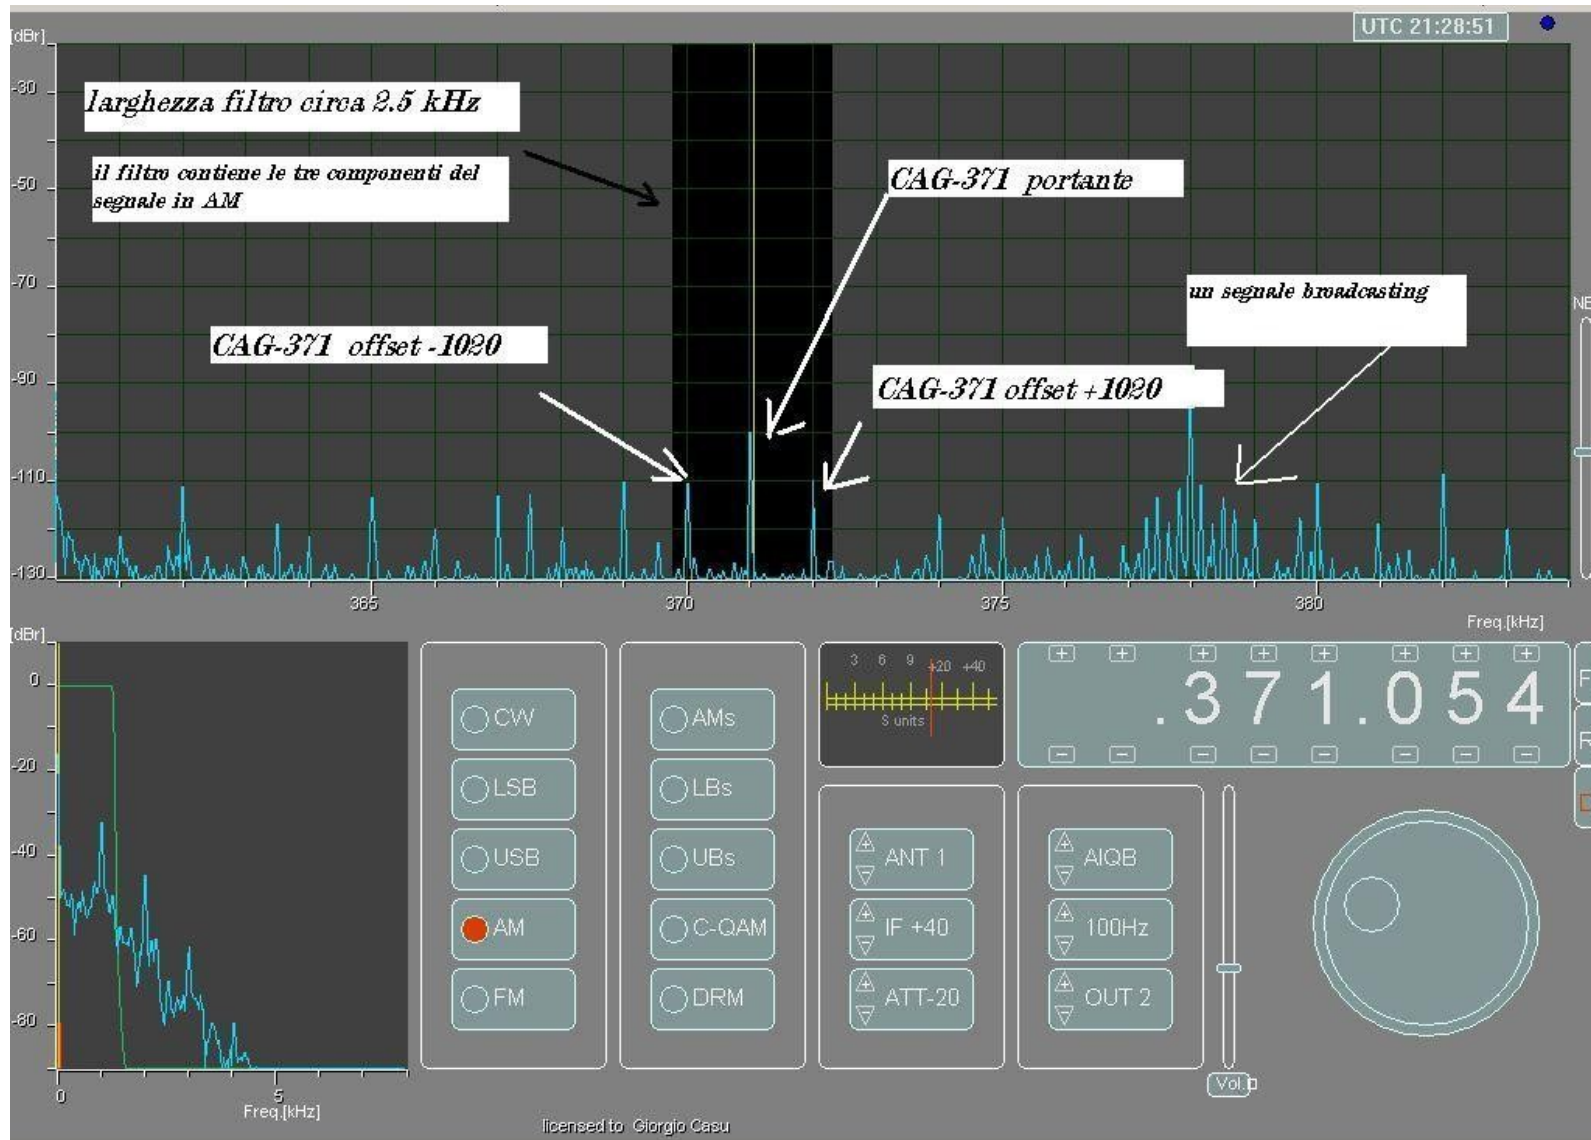 UTC 21:28:51
[dBr]
-30
larghezza filtro circa 2.5 kHz
il filtro contiene le tre componenti del
segnale in AM
CAG-371 portante
-50
-70
un segnale broadcasting
NB
CAG-371 offset -1020
CAG-371 offset +1020
-90
-110
-130
365
370
375
380
Freq.[kHz]
[dBr]
0
-20
-40
-60
-80
0
5
Freq.[kHz]
CW
LSB
USB
AM
FM
AMs
LBs
UBs
C-QAM
DRM
3 6 9 +20 +40
S units
+ + + + + + + +
.371.054
- - - - - - - -
F
R
ANT 1
IF +40
ATT-20
AIQB
100Hz
OUT 2
Vol.
licensed to Giorgio Casu